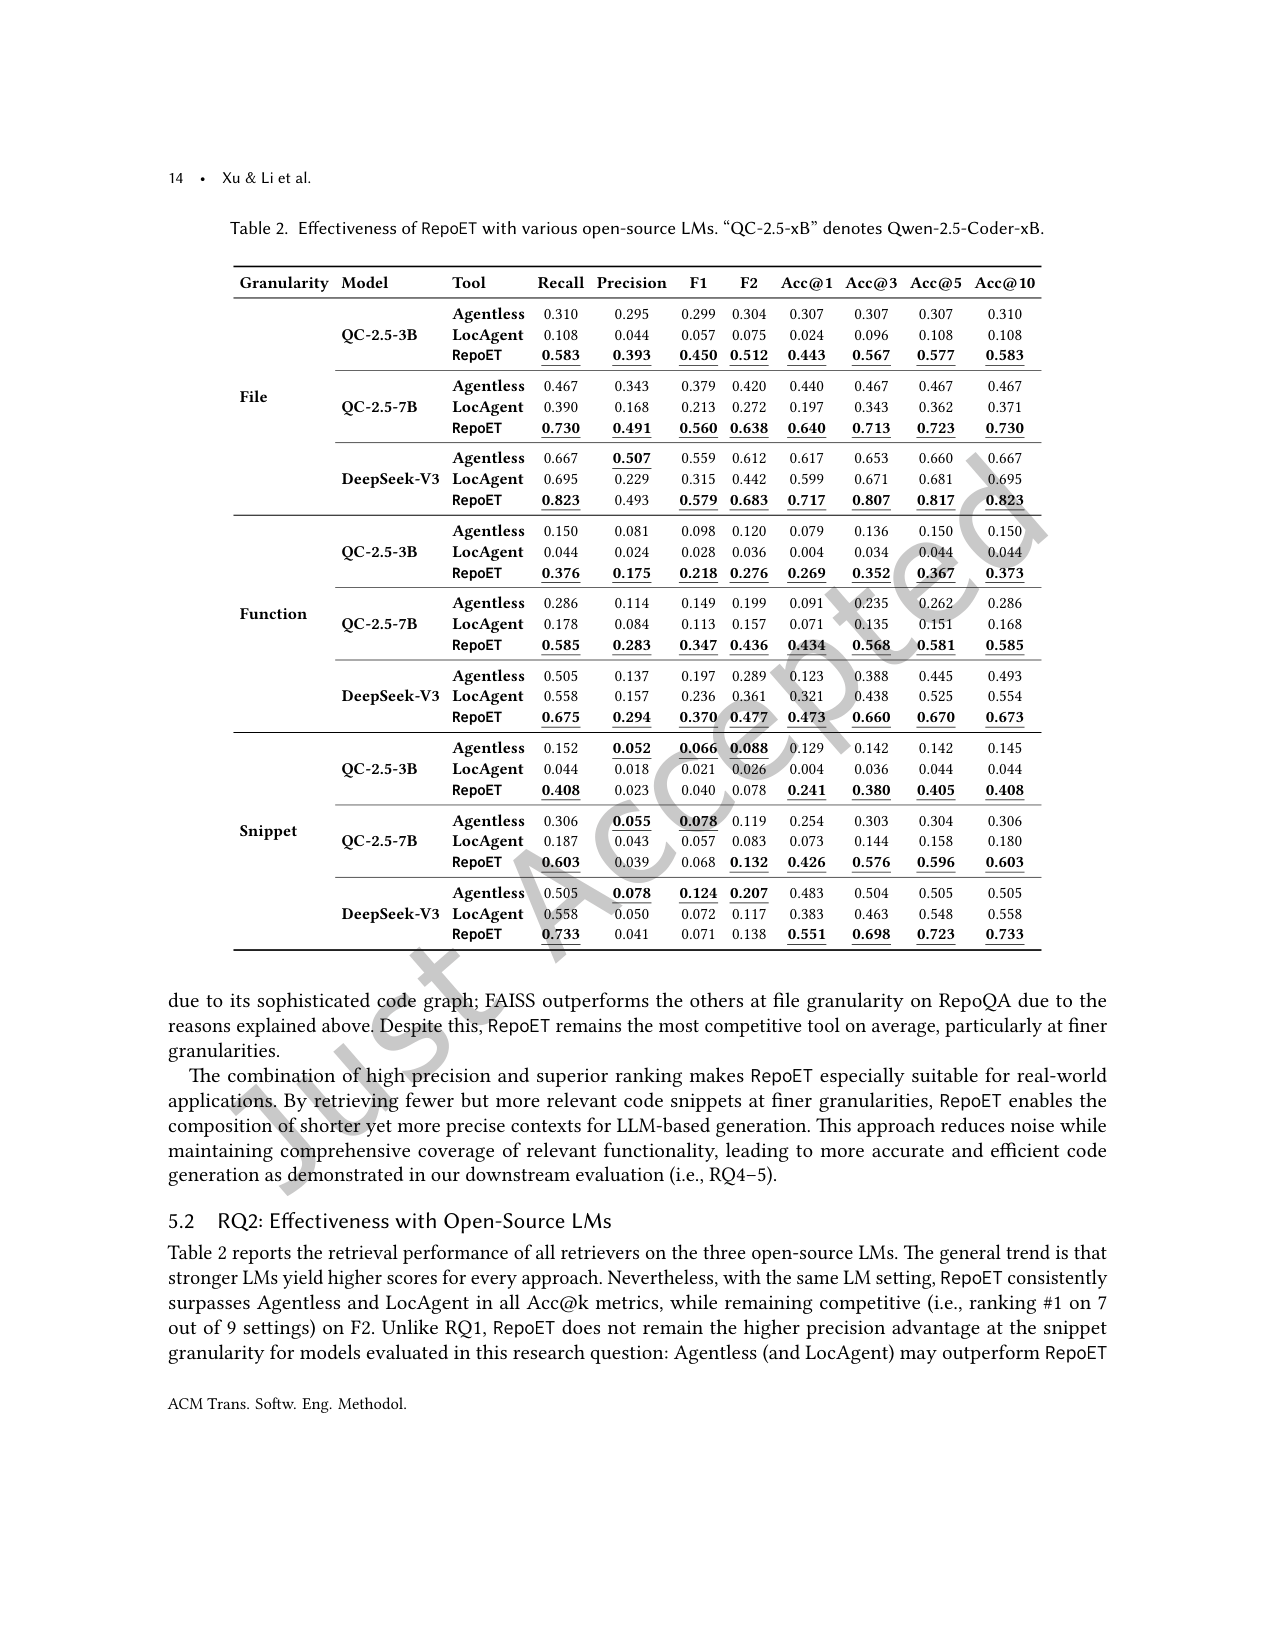 14 • Xu & Li et al.
Table 2. Effectiveness of RepoET with various open-source LMs. “QC-2.5-xB” denotes Qwen-2.5-Coder-xB.
Granularity Model Tool Recall Precision F1 F2 Acc@1 Acc@3 Acc@5 Acc@10
Agentless 0.310 0.295 0.299 0.304 0.307 0.307 0.307 0.310
QC-2.5-3B LocAgent 0.108 0.044 0.057 0.075 0.024 0.096 0.108 0.108
RepoET 0.583 0.393 0.450 0.512 0.443 0.567 0.577 0.583
Agentless 0.467 0.343 0.379 0.420 0.440 0.467 0.467 0.467
File
QC-2.5-7B LocAgent 0.390 0.168 0.213 0.272 0.197 0.343 0.362 0.371
RepoET 0.730 0.491 0.560 0.638 0.640 0.713 0.723 0.730
Agentless 0.667 0.507 0.559 0.612 0.617 0.653 0.660 0.667
DeepSeek-V3 LocAgent 0.695 0.229 0.315 0.442 0.599 0.671 0.681 0.695
RepoET 0.823 0.493 0.579 0.683 0.717 0.807 0.817 0.823
Agentless 0.150 0.081 0.098 0.120 0.079 0.136 0.150 0.150
QC-2.5-3B LocAgent 0.044 0.024 0.028 0.036 0.004 0.034 0.044 0.044
RepoET 0.376 0.175 0.218 0.276 0.269 0.352 0.367 0.373
Agentless 0.286 0.114 0.149 0.199 0.091 0.235 0.262 0.286
Function
QC-2.5-7B LocAgent 0.178 0.084 0.113 0.157 0.071 0.135 0.151 0.168
RepoET 0.585 0.283 0.347 0.436 0.434 0.568 0.581 0.585
Agentless 0.505 0.137 0.197 0.289 0.123 0.388 0.445 0.493
DeepSeek-V3 LocAgent 0.558 0.157 0.236 0.361 0.321 0.438 0.525 0.554
RepoET 0.675 0.294 0.370 0.477 0.473 0.660 0.670 0.673
Agentless 0.152 0.052 0.066 0.088 0.129 0.142 0.142 0.145
QC-2.5-3B LocAgent 0.044 0.018 0.021 0.026 0.004 0.036 0.044 0.044
RepoET 0.408 0.023 0.040 0.078 0.241 0.380 0.405 0.408
Agentless 0.306 0.055 0.078 0.119 0.254 0.303 0.304 0.306
Snippet
QC-2.5-7B LocAgent 0.187 0.043 0.057 0.083 0.073 0.144 0.158 0.180
RepoET 0.603 0.039 0.068 0.132 0.426 0.576 0.596 0.603
Agentless 0.505 0.078 0.124 0.207 0.483 0.504 0.505 0.505
DeepSeek-V3 LocAgent 0.558 0.050 0.072 0.117 0.383 0.463 0.548 0.558
RepoET 0.733 0.041 0.071 0.138 0.551 0.698 0.723 0.733
due to its sophisticated code graph; FAISS outperforms the others at file granularity on RepoQA due to the
reasons explained above. Despite this, RepoET remains the most competitive tool on average, particularly at finer
granularities.
The combination of high precision and superior ranking makes RepoET especially suitable for real-world
applications. By retrieving fewer but more relevant code snippets at finer granularities, RepoET enables the
composition of shorter yet more precise contexts for LLM-based generation. This approach reduces noise while
maintaining comprehensive coverage of relevant functionality, leading to more accurate and efficient code
generation as demonstrated in our downstream evaluation (i.e., RQ4–5).
5.2 RQ2: Effectiveness with Open-Source LMs
Table 2 reports the retrieval performance of all retrievers on the three open-source LMs. The general trend is that
stronger LMs yield higher scores for every approach. Nevertheless, with the same LM setting, RepoET consistently
surpasses Agentless and LocAgent in all Acc@k metrics, while remaining competitive (i.e., ranking #1 on 7
out of 9 settings) on F2. Unlike RQ1, RepoET does not remain the higher precision advantage at the snippet
granularity for models evaluated in this research question: Agentless (and LocAgent) may outperform RepoET
ACM Trans. Softw. Eng. Methodol.
Just Accepted